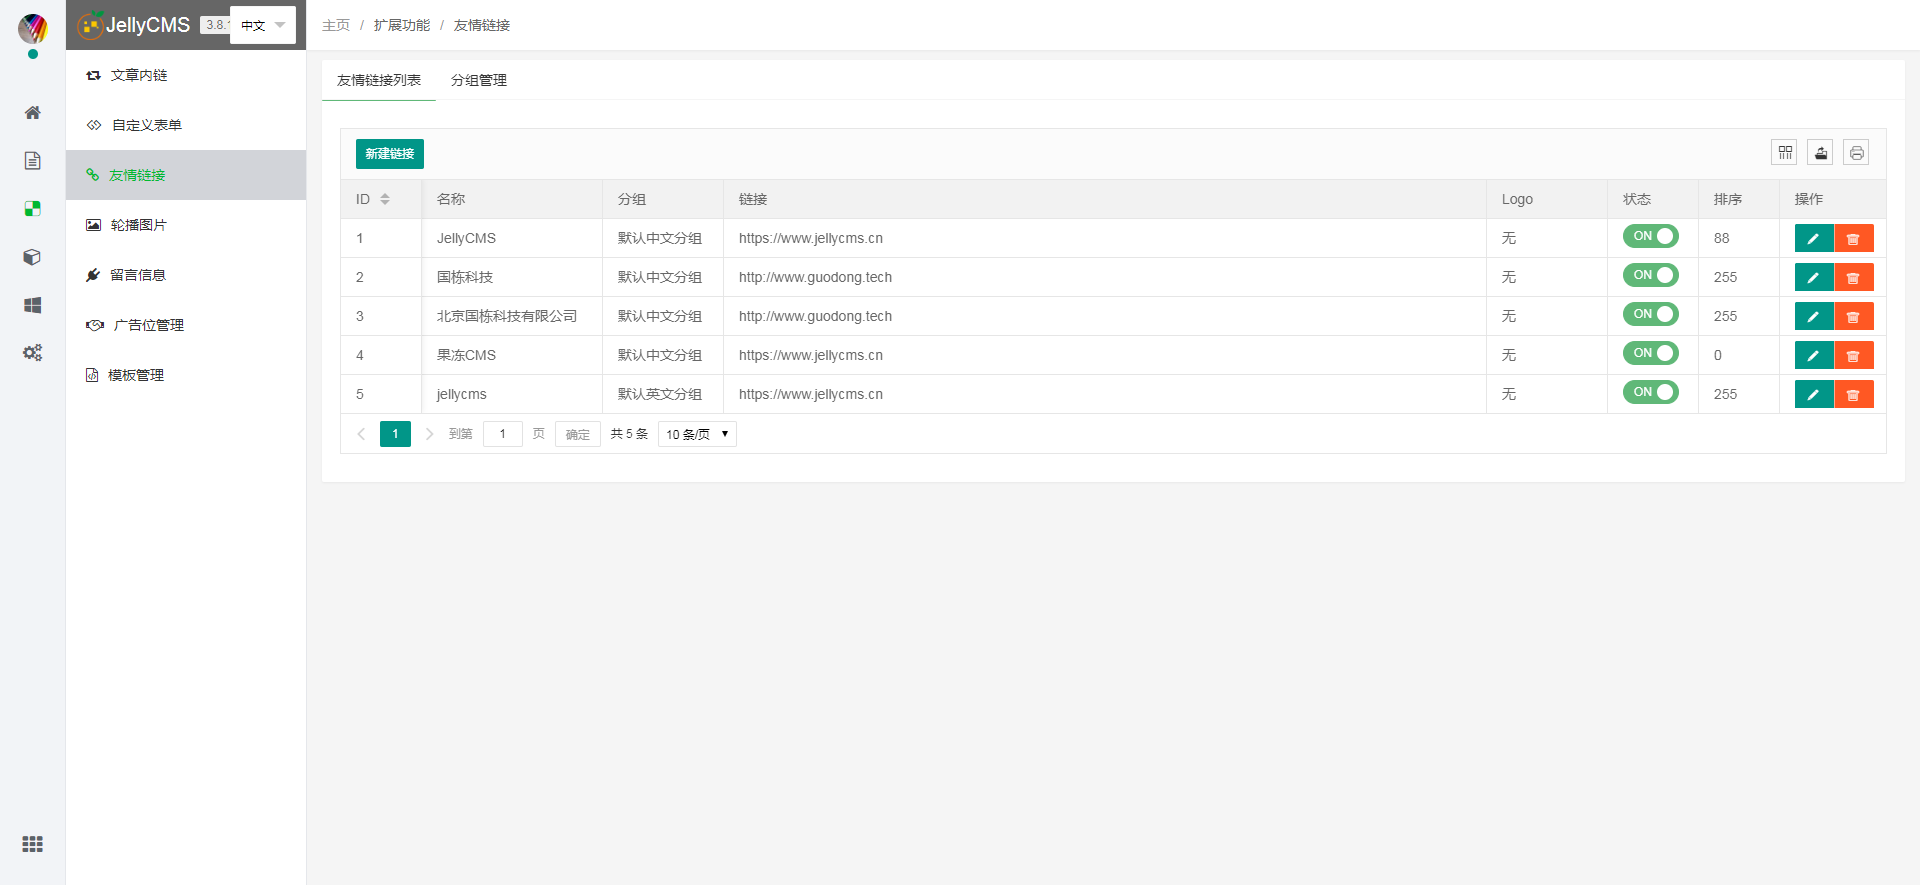 JellyCMS 3.8. 中文
主页 / 扩展功能 / 友情链接
文章内链
自定义表单
友情链接
轮播图片
留言信息
广告位管理
模板管理
友情链接列表 分组管理
新建链接
ID 名称 分组 链接 Logo 状态 排序 操作
1 JellyCMS 默认中文分组 https://www.jellycms.cn 无 ON 88
2 国栋科技 默认中文分组 http://www.guodong.tech 无 ON 255
3 北京国栋科技有限公司 默认中文分组 http://www.guodong.tech 无 ON 255
4 果冻CMS 默认中文分组 https://www.jellycms.cn 无 ON 0
5 jellycms 默认英文分组 https://www.jellycms.cn 无 ON 255
1 到第 1 页 确定 共 5 条 10 条/页